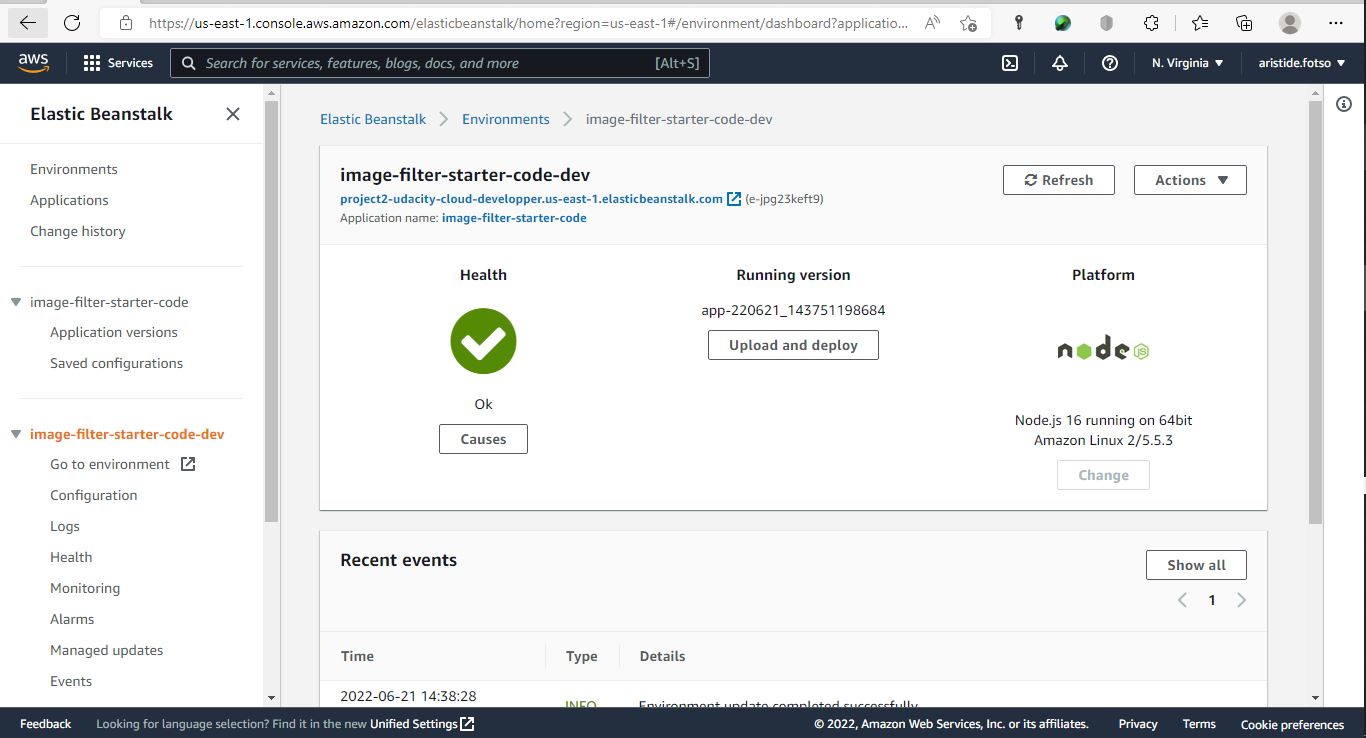 https://us-east-1.console.aws.amazon.com/elasticbeanstalk/home?region=us-east-1#/environment/dashboard?applicatio...
aws
Services
Search for services, features, blogs, docs, and more
[Alt+S]
N. Virginia
aristide.fotso
Elastic Beanstalk
Environments
Applications
Change history
image-filter-starter-code
Application versions
Saved configurations
image-filter-starter-code-dev
Go to environment
Configuration
Logs
Health
Monitoring
Alarms
Managed updates
Events
Elastic Beanstalk > Environments > image-filter-starter-code-dev
image-filter-starter-code-dev
project2-udacity-cloud-developper.us-east-1.elasticbeanstalk.com (e-jpg23keft9)
Application name: image-filter-starter-code
Refresh
Actions
Health
Ok
Causes
Running version
app-220621_143751198684
Upload and deploy
Platform
node JS
Node.js 16 running on 64bit
Amazon Linux 2/5.5.3
Change
Recent events
Show all
1
Time Type Details
2022-06-21 14:38:28
INFO
Environment update completed successfully
Feedback
Looking for language selection? Find it in the new Unified Settings
© 2022, Amazon Web Services, Inc. or its affiliates.
Privacy
Terms
Cookie preferences